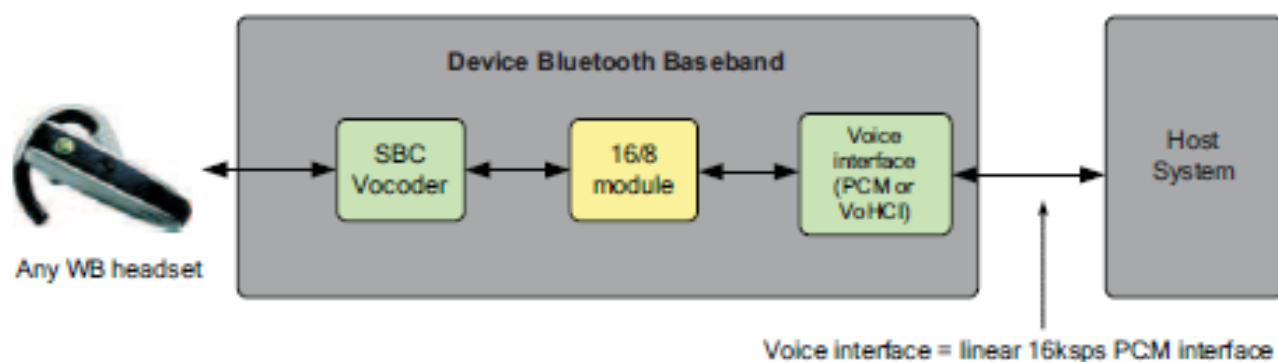 Device Bluetooth Baseband
SBC
Vocoder
16/8
module
Voice
interface
(PCM or
VoHCI)
Host
System
Any WB headset
Voice interface = linear 16ksps PCM interface